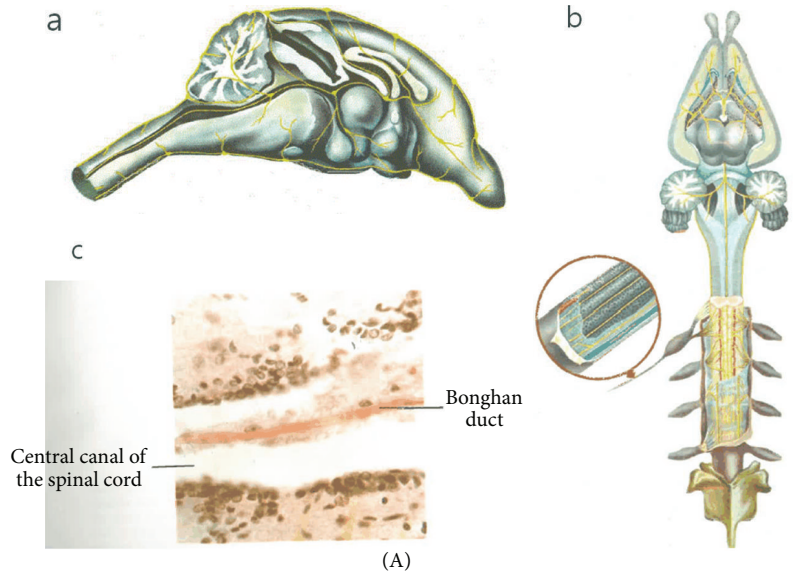 a
b
c
Bonghan
duct
Central canal of
the spinal cord
(A)